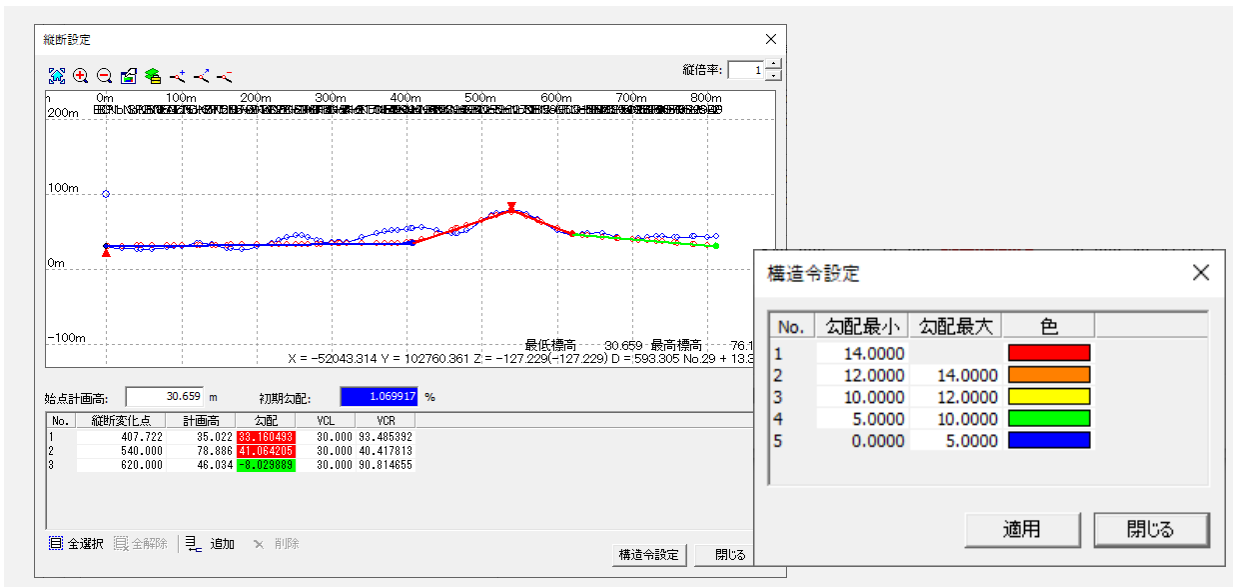 縦断設定
縦倍率: 1
0m 100m 200m 300m 400m 500m 600m 700m 800m
200m
100m
0m
-100m
最低標高 30.659 最高標高 76.1
X = -52043.314 Y = 102760.361 Z = -127.229(-127.229) D = 593.305 No.29 + 13.3
始点計画高: 30.659 m 初期勾配: 1.069917 %
No. 縦断変化点 計画高 勾配 VCL VCR
1 407.722 35.022 33.160493 30.000 93.485392
2 540.000 78.886 41.064205 30.000 40.417813
3 620.000 46.034 -8.029889 30.000 90.814655
全選択 全解除 追加 削除
構造令設定 閉じる
構造令設定
No. 勾配最小 勾配最大 色
1 14.0000
2 12.0000 14.0000
3 10.0000 12.0000
4 5.0000 10.0000
5 0.0000 5.0000
適用 閉じる